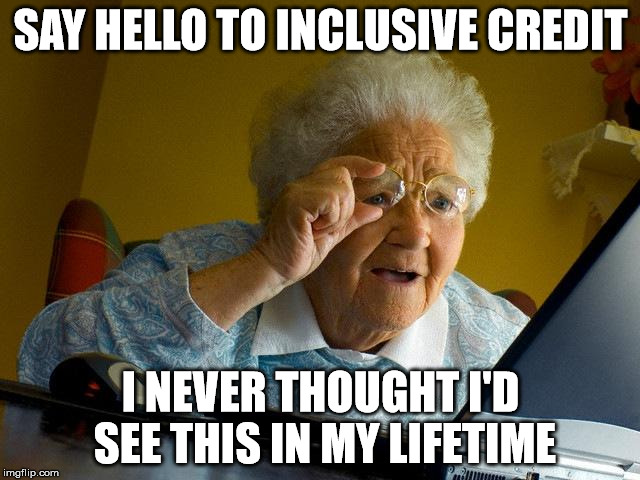 SAY HELLO TO INCLUSIVE CREDIT
I NEVER THOUGHT I'D
SEE THIS IN MY LIFETIME
imgflip.com